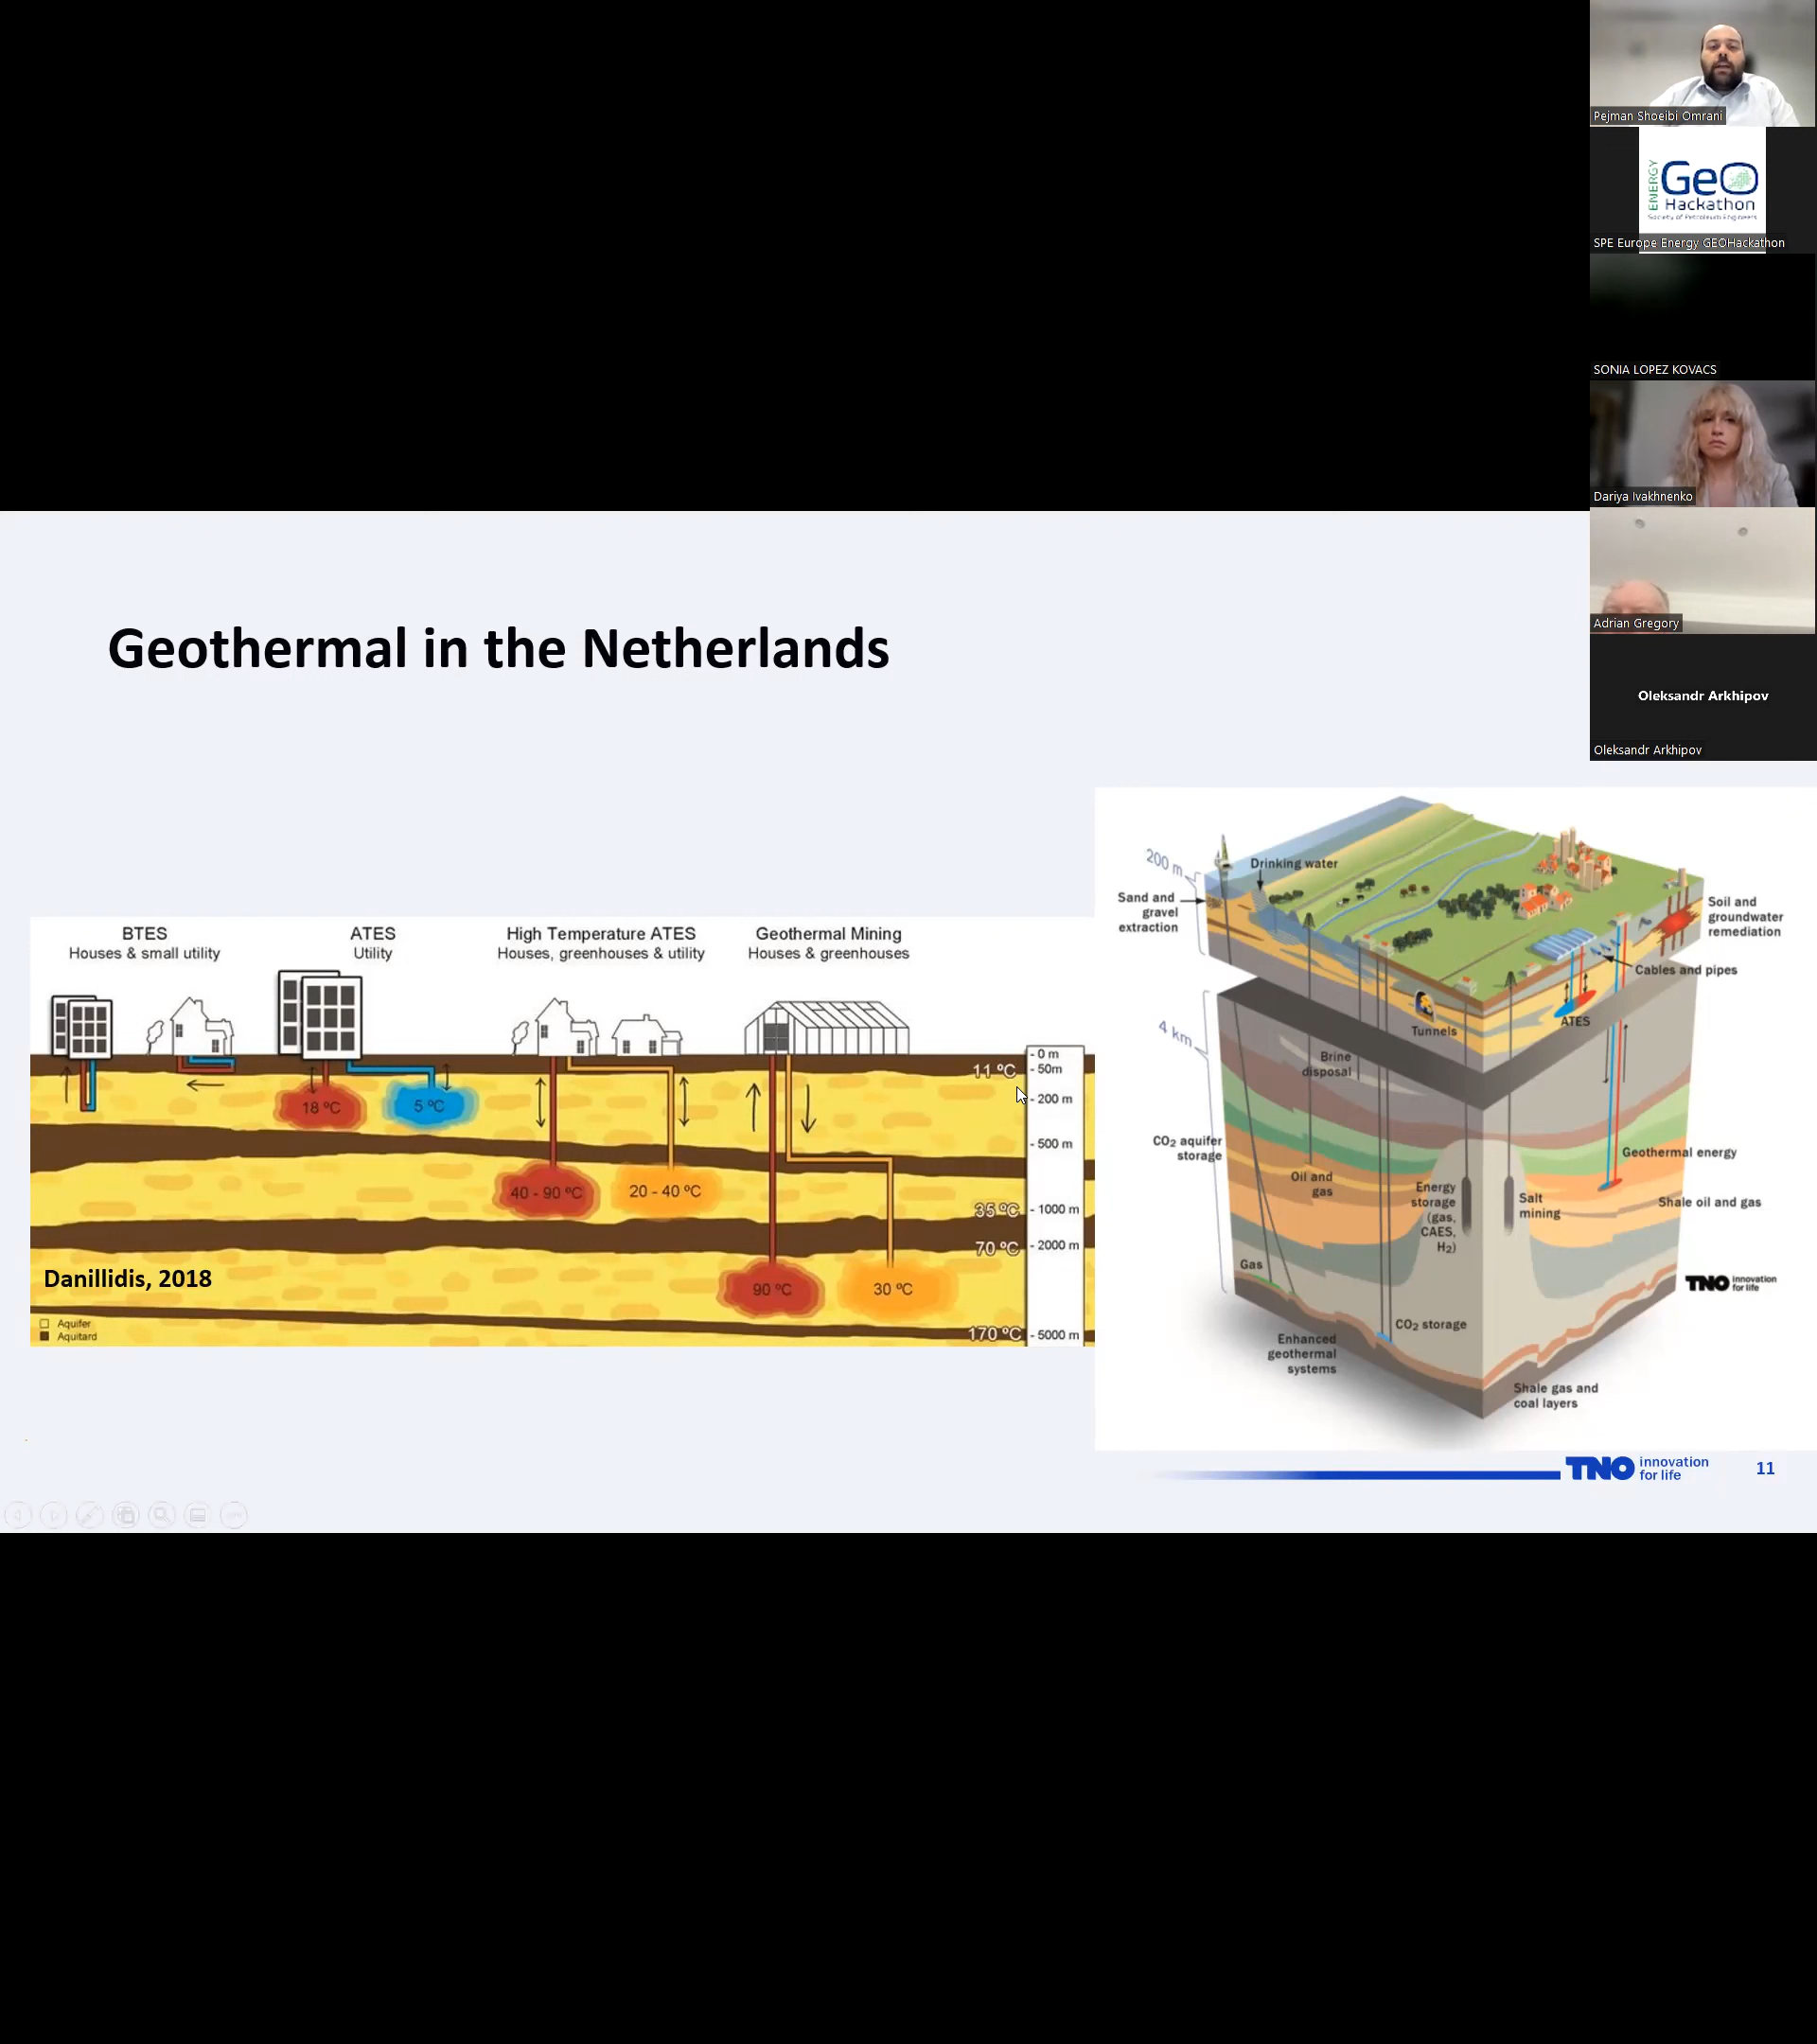 Pejman Shoeibi Omrani
ENERGY
GeO
Hackathon
Society of Petroleum Engineers
SPE Europe Energy GEOHackathon
SONIA LOPEZ KOVACS
Dariya Ivakhnenko
Adrian Gregory
Oleksandr Arkhipov
Oleksandr Arkhipov
Geothermal in the Netherlands
BTES
Houses & small utility
ATES
Utility
High Temperature ATES
Houses, greenhouses & utility
Geothermal Mining
Houses & greenhouses
18 ºC
5 ºC
40 - 90 ºC
20 - 40 ºC
90 ºC
30 ºC
11 ºC
35 ºC
70 ºC
170 ºC
- 0 m
- 50m
- 200 m
- 500 m
- 1000 m
- 2000 m
- 5000 m
Danillidis, 2018
Aquifer
Aquitard
200 m
Drinking water
Sand and
gravel
extraction
Soil and
groundwater
remediation
Cables and pipes
ATES
Tunnels
4 km
Brine
disposal
CO₂ aquifer
storage
Oil and
gas
Energy
storage
(gas,
CAES,
H₂)
Salt
mining
Geothermal energy
Shale oil and gas
Gas
CO₂ storage
Enhanced
geothermal
systems
Shale gas and
coal layers
TNO innovation
for life
TNO innovation
for life
11